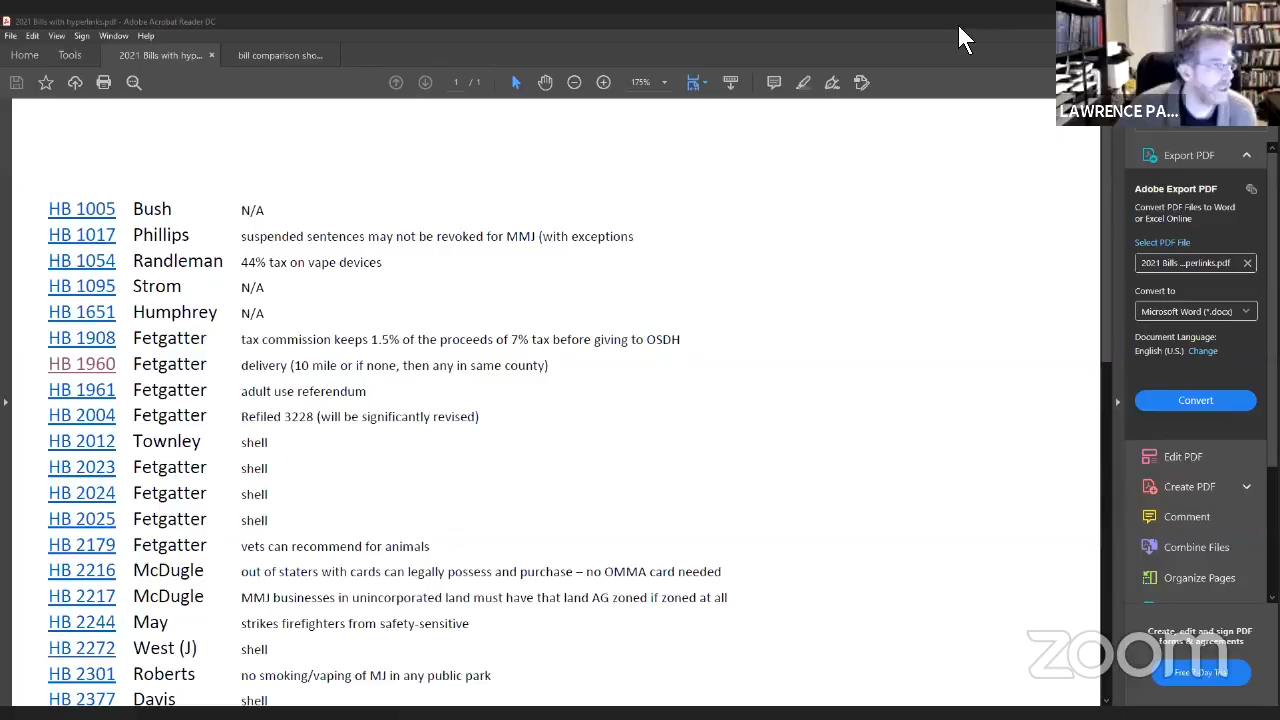 2021 Bills with hyperlinks.pdf - Adobe Acrobat Reader DC
File Edit View Sign Window Help
Home Tools 2021 Bills with hyp... × bill comparison sho...
1 / 1 175%
LAWRENCE PA...
Export PDF
Adobe Export PDF
Convert PDF Files to Word
or Excel Online
Select PDF File
2021 Bills ...perlinks.pdf
Convert to
Microsoft Word (*.docx)
Document Language:
English (U.S.) Change
Convert
Edit PDF
Create PDF
Comment
Combine Files
Organize Pages
Create, edit and sign PDF
forms & agreements
Free 7-Day Trial
zoom
HB 1005 Bush N/A
HB 1017 Phillips suspended sentences may not be revoked for MMJ (with exceptions
HB 1054 Randleman 44% tax on vape devices
HB 1095 Strom N/A
HB 1651 Humphrey N/A
HB 1908 Fetgatter tax commission keeps 1.5% of the proceeds of 7% tax before giving to OSDH
HB 1960 Fetgatter delivery (10 mile or if none, then any in same county)
HB 1961 Fetgatter adult use referendum
HB 2004 Fetgatter Refiled 3228 (will be significantly revised)
HB 2012 Townley shell
HB 2023 Fetgatter shell
HB 2024 Fetgatter shell
HB 2025 Fetgatter shell
HB 2179 Fetgatter vets can recommend for animals
HB 2216 McDugle out of staters with cards can legally possess and purchase – no OMMA card needed
HB 2217 McDugle MMJ businesses in unincorporated land must have that land AG zoned if zoned at all
HB 2244 May strikes firefighters from safety-sensitive
HB 2272 West (J) shell
HB 2301 Roberts no smoking/vaping of MJ in any public park
HB 2377 Davis shell